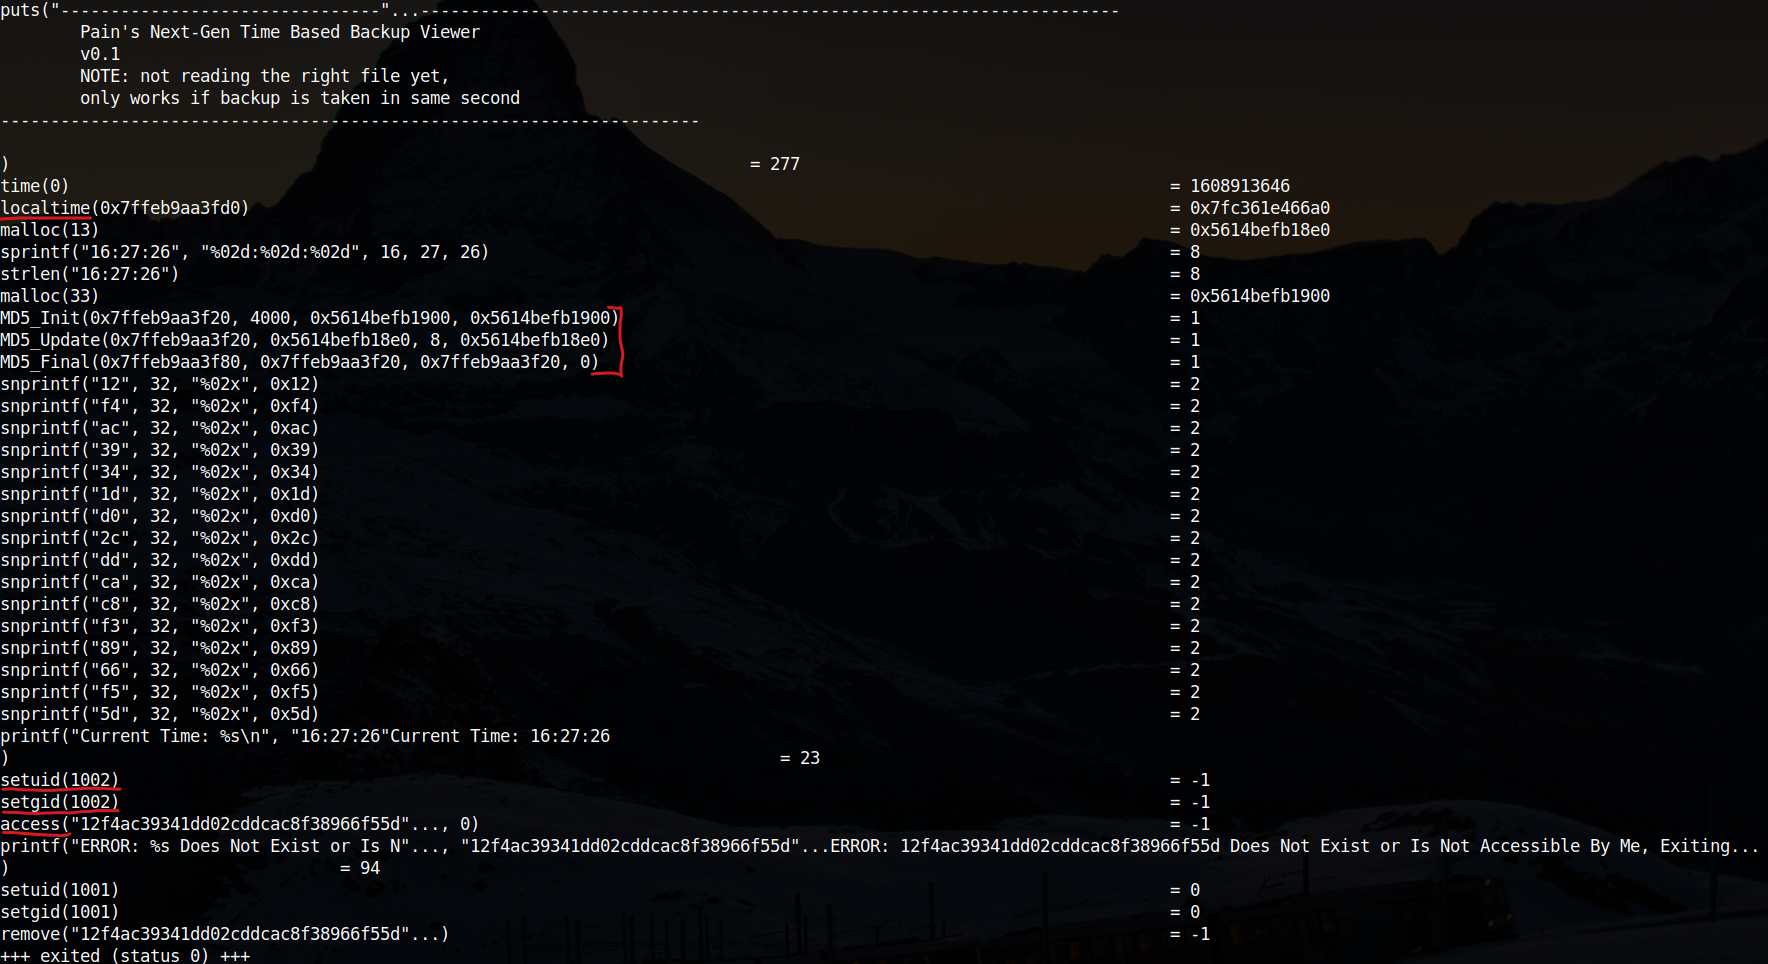 puts("--------------------------------"...----------------------------------------------------------------------
        Pain's Next-Gen Time Based Backup Viewer
        v0.1
        NOTE: not reading the right file yet,
        only works if backup is taken in same second
----------------------------------------------------------------------
) = 277
time(0) = 1608913646
localtime(0x7ffeb9aa3fd0) = 0x7fc361e466a0
malloc(13) = 0x5614befb18e0
sprintf("16:27:26", "%02d:%02d:%02d", 16, 27, 26) = 8
strlen("16:27:26") = 8
malloc(33) = 0x5614befb1900
MD5_Init(0x7ffeb9aa3f20, 4000, 0x5614befb1900, 0x5614befb1900) = 1
MD5_Update(0x7ffeb9aa3f20, 0x5614befb18e0, 8, 0x5614befb18e0) = 1
MD5_Final(0x7ffeb9aa3f80, 0x7ffeb9aa3f20, 0x7ffeb9aa3f20, 0) = 1
snprintf("12", 32, "%02x", 0x12) = 2
snprintf("f4", 32, "%02x", 0xf4) = 2
snprintf("ac", 32, "%02x", 0xac) = 2
snprintf("39", 32, "%02x", 0x39) = 2
snprintf("34", 32, "%02x", 0x34) = 2
snprintf("1d", 32, "%02x", 0x1d) = 2
snprintf("d0", 32, "%02x", 0xd0) = 2
snprintf("2c", 32, "%02x", 0x2c) = 2
snprintf("dd", 32, "%02x", 0xdd) = 2
snprintf("ca", 32, "%02x", 0xca) = 2
snprintf("c8", 32, "%02x", 0xc8) = 2
snprintf("f3", 32, "%02x", 0xf3) = 2
snprintf("89", 32, "%02x", 0x89) = 2
snprintf("66", 32, "%02x", 0x66) = 2
snprintf("f5", 32, "%02x", 0xf5) = 2
snprintf("5d", 32, "%02x", 0x5d) = 2
printf("Current Time: %s\n", "16:27:26"Current Time: 16:27:26
) = 23
setuid(1002) = -1
setgid(1002) = -1
access("12f4ac39341dd02cddcac8f38966f55d"..., 0) = -1
printf("ERROR: %s Does Not Exist or Is N"..., "12f4ac39341dd02cddcac8f38966f55d"...ERROR: 12f4ac39341dd02cddcac8f38966f55d Does Not Exist or Is Not Accessible By Me, Exiting...
) = 94
setuid(1001) = 0
setgid(1001) = 0
remove("12f4ac39341dd02cddcac8f38966f55d"...) = -1
+++ exited (status 0) +++